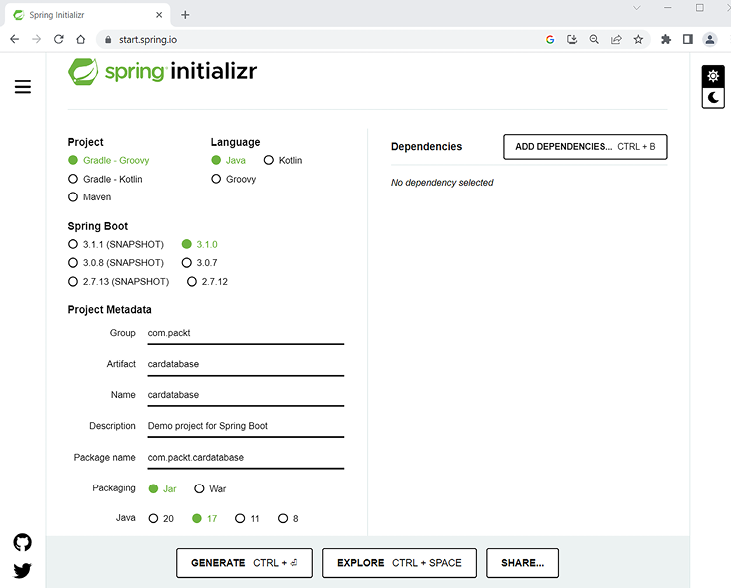 Spring Initializr
start.spring.io
spring initializr
Project
Gradle - Groovy
Gradle - Kotlin
Maven
Language
Java
Kotlin
Groovy
Spring Boot
3.1.1 (SNAPSHOT) 3.1.0
3.0.8 (SNAPSHOT) 3.0.7
2.7.13 (SNAPSHOT) 2.7.12
Project Metadata
Group com.packt
Artifact cardatabase
Name cardatabase
Description Demo project for Spring Boot
Package name com.packt.cardatabase
Packaging Jar War
Java 20 17 11 8
Dependencies
ADD DEPENDENCIES... CTRL + B
No dependency selected
GENERATE CTRL + ⏎
EXPLORE CTRL + SPACE
SHARE...